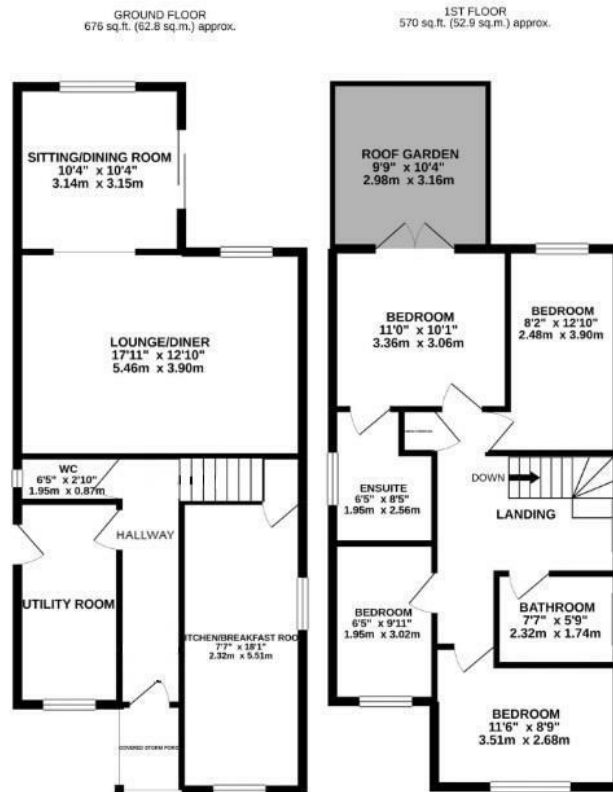 GROUND FLOOR
676 sq.ft. (62.8 sq.m.) approx.
1ST FLOOR
570 sq.ft. (52.9 sq.m.) approx.
SITTING/DINING ROOM
10'4" x 10'4"
3.14m x 3.15m
LOUNGE/DINER
17'11" x 12'10"
5.46m x 3.90m
WC
6'5" x 2'10"
1.95m x 0.87m
HALLWAY
UTILITY ROOM
KITCHEN/BREAKFAST ROOM
7'7" x 18'1"
2.32m x 5.51m
COVERED STORM PORCH
ROOF GARDEN
9'9" x 10'4"
2.98m x 3.16m
BEDROOM
11'0" x 10'1"
3.36m x 3.06m
BEDROOM
8'2" x 12'10"
2.48m x 3.90m
ENSUITE
6'5" x 8'5"
1.95m x 2.56m
DOWN
LANDING
BEDROOM
6'5" x 9'11"
1.95m x 3.02m
BATHROOM
7'7" x 5'9"
2.32m x 1.74m
BEDROOM
11'6" x 8'9"
3.51m x 2.68m